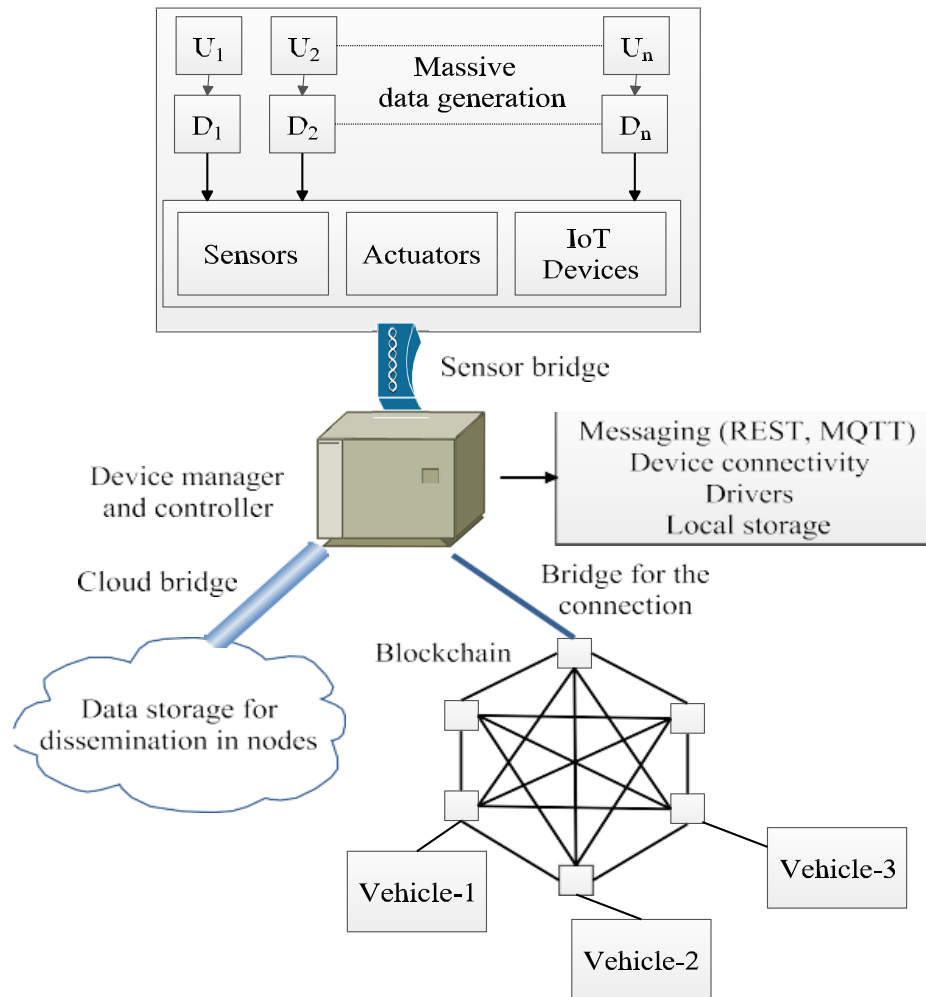 U1
U2
Un
Massive
data generation
D1
D2
Dn
Sensors
Actuators
IoT
Devices
Sensor bridge
Messaging (REST, MQTT)
Device connectivity
Drivers
Local storage
Device manager
and controller
Cloud bridge
Bridge for the
connection
Blockchain
Data storage for
dissemination in nodes
Vehicle-1
Vehicle-3
Vehicle-2